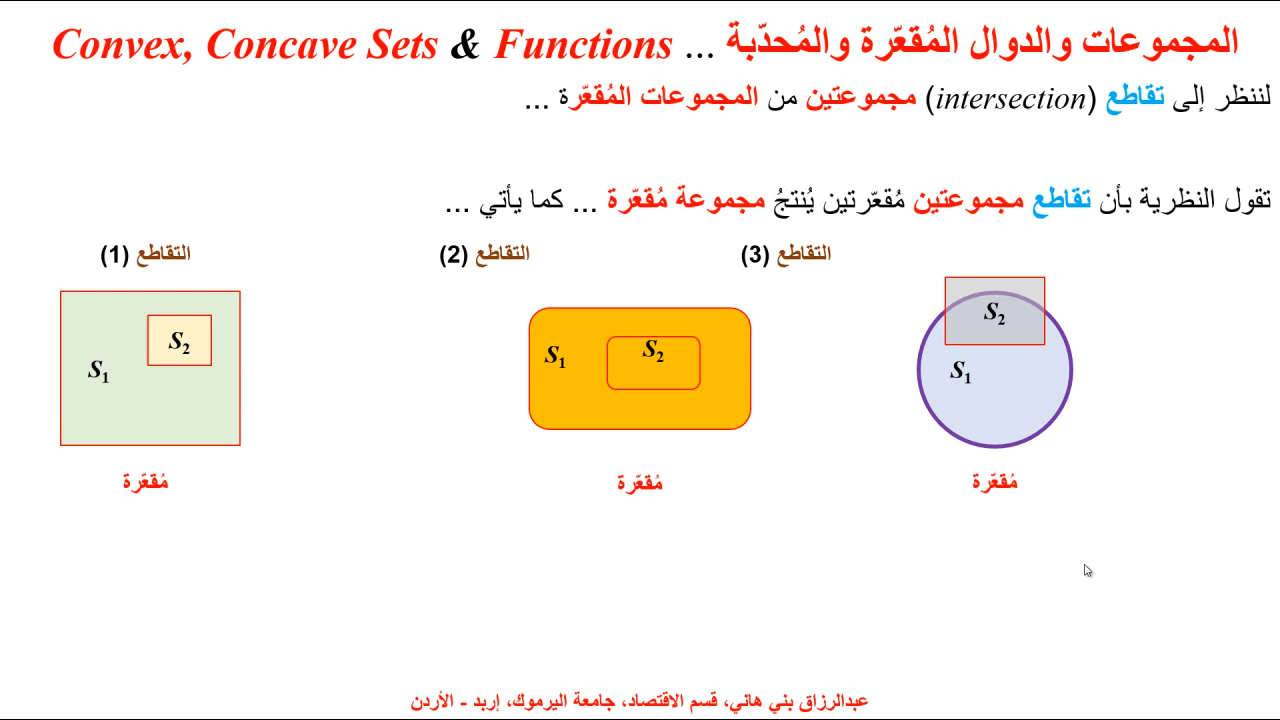 المجموعات والدوال المُقعّرة والمُحدّبة ... Convex, Concave Sets & Functions
لننظر إلى تقاطع (intersection) مجموعتين من المجموعات المُقعّرة ...
تقول النظرية بأن تقاطع مجموعتين مُقعّرتين يُنتجُ مجموعة مُقعّرة ... كما يأتي ...
التقاطع (1)
التقاطع (2)
التقاطع (3)
S1
S2
S1
S2
S2
S1
مُقعّرة
مُقعّرة
مُقعّرة
عبدالرزاق بني هاني، قسم الاقتصاد، جامعة اليرموك، إربد - الأردن